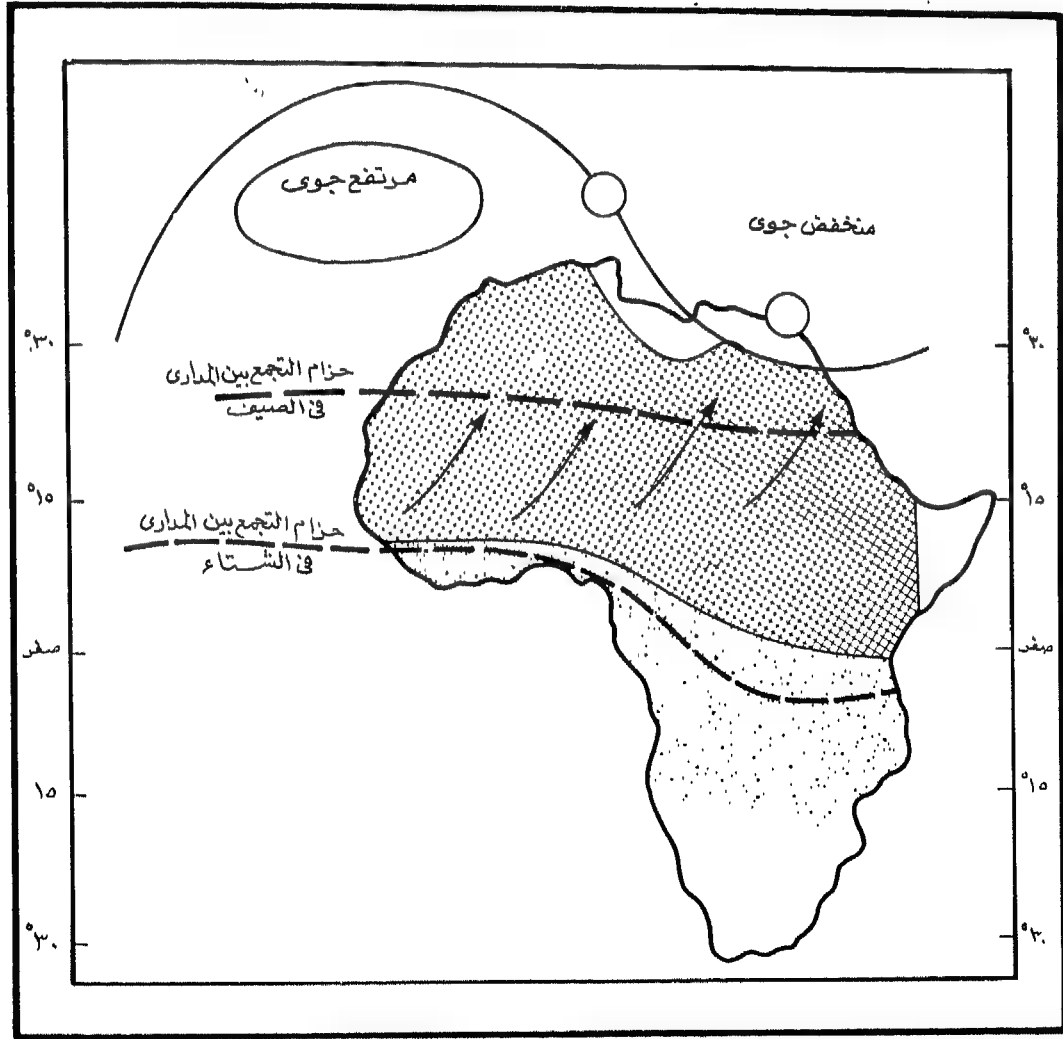 مرتفع جوى
منخفض جوى
°٣٠
°٣٠
حزام التجمع بين المدارى
فى الصيف
°١٥
°١٥
حزام التجمع بين المدارى
فى الشتاء
صفر
صفر
١٥
°١٥
°٣٠
°٣٠